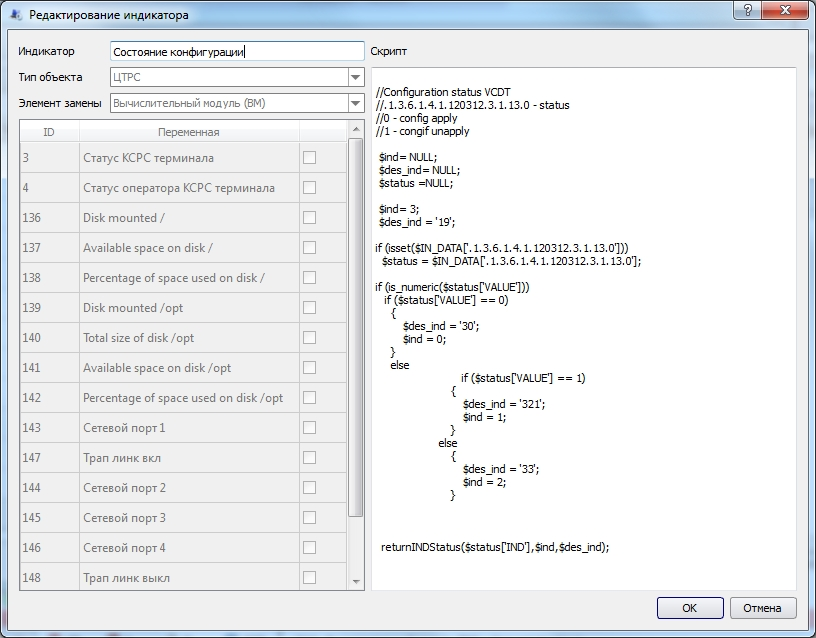 Редактирование индикатора
Индикатор Состояние конфигурации
Тип объекта ЦТРС
Элемент замены Вычислительный модуль (ВМ)
ID Переменная
3 Статус КСРС терминала
4 Статус оператора КСРС терминала
136 Disk mounted /
137 Available space on disk /
138 Percentage of space used on disk /
139 Disk mounted /opt
140 Total size of disk /opt
141 Available space on disk /opt
142 Percentage of space used on disk /opt
143 Сетевой порт 1
147 Трап линк вкл
144 Сетевой порт 2
145 Сетевой порт 3
146 Сетевой порт 4
148 Трап линк выкл
Скрипт
//Configuration status VCDT
//.1.3.6.1.4.1.120312.3.1.13.0 - status
//0 - config apply
//1 - congif unapply
$ind= NULL;
$des_ind= NULL;
$status =NULL;
$ind= 3;
$des_ind = '19';
if (isset($IN_DATA['.1.3.6.1.4.1.120312.3.1.13.0']))
$status = $IN_DATA['.1.3.6.1.4.1.120312.3.1.13.0'];
if (is_numeric($status['VALUE']))
if ($status['VALUE'] == 0)
{
$des_ind = '30';
$ind = 0;
}
else
if ($status['VALUE'] == 1)
{
$des_ind = '321';
$ind = 1;
}
else
{
$des_ind = '33';
$ind = 2;
}
returnINDStatus($status['IND'],$ind,$des_ind);
OK Отмена